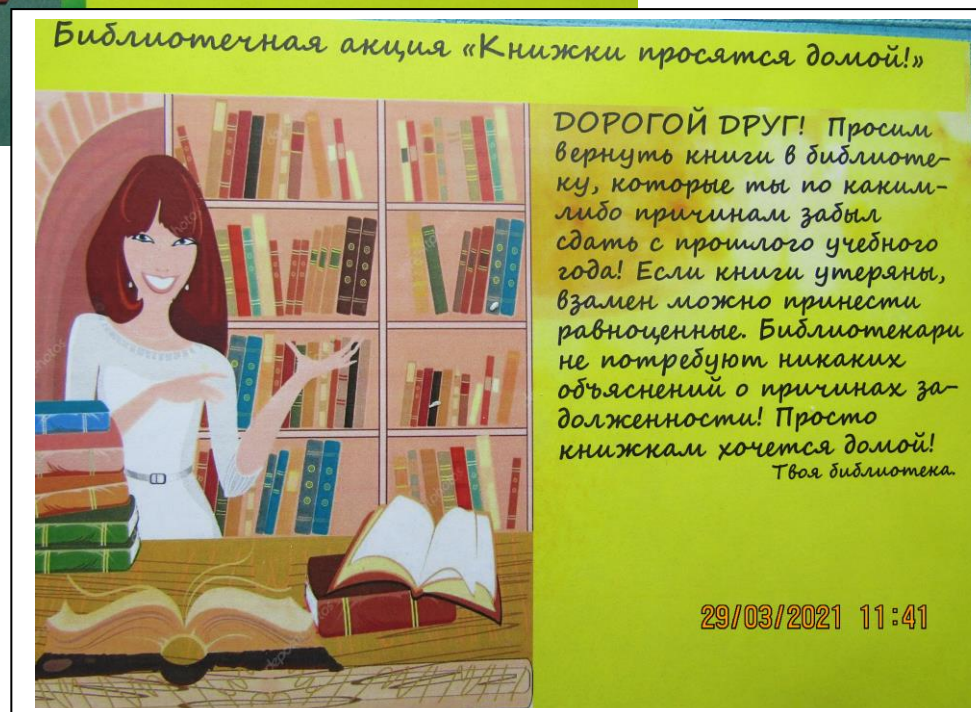 Библиотечная акция «Книжки просятся домой!»
ДОРОГОЙ ДРУГ! Просим
вернуть книги в библиоте-
ку, которые ты по каким-
либо причинам забыл
сдать с прошлого учебного
года! Если книги утеряны,
взамен можно принести
равноценные. Библиотекари
не потребуют никаких
объяснений о причинах за-
долженности! Просто
книжкам хочется домой!
Твоя библиотека.
29/03/2021 11:41